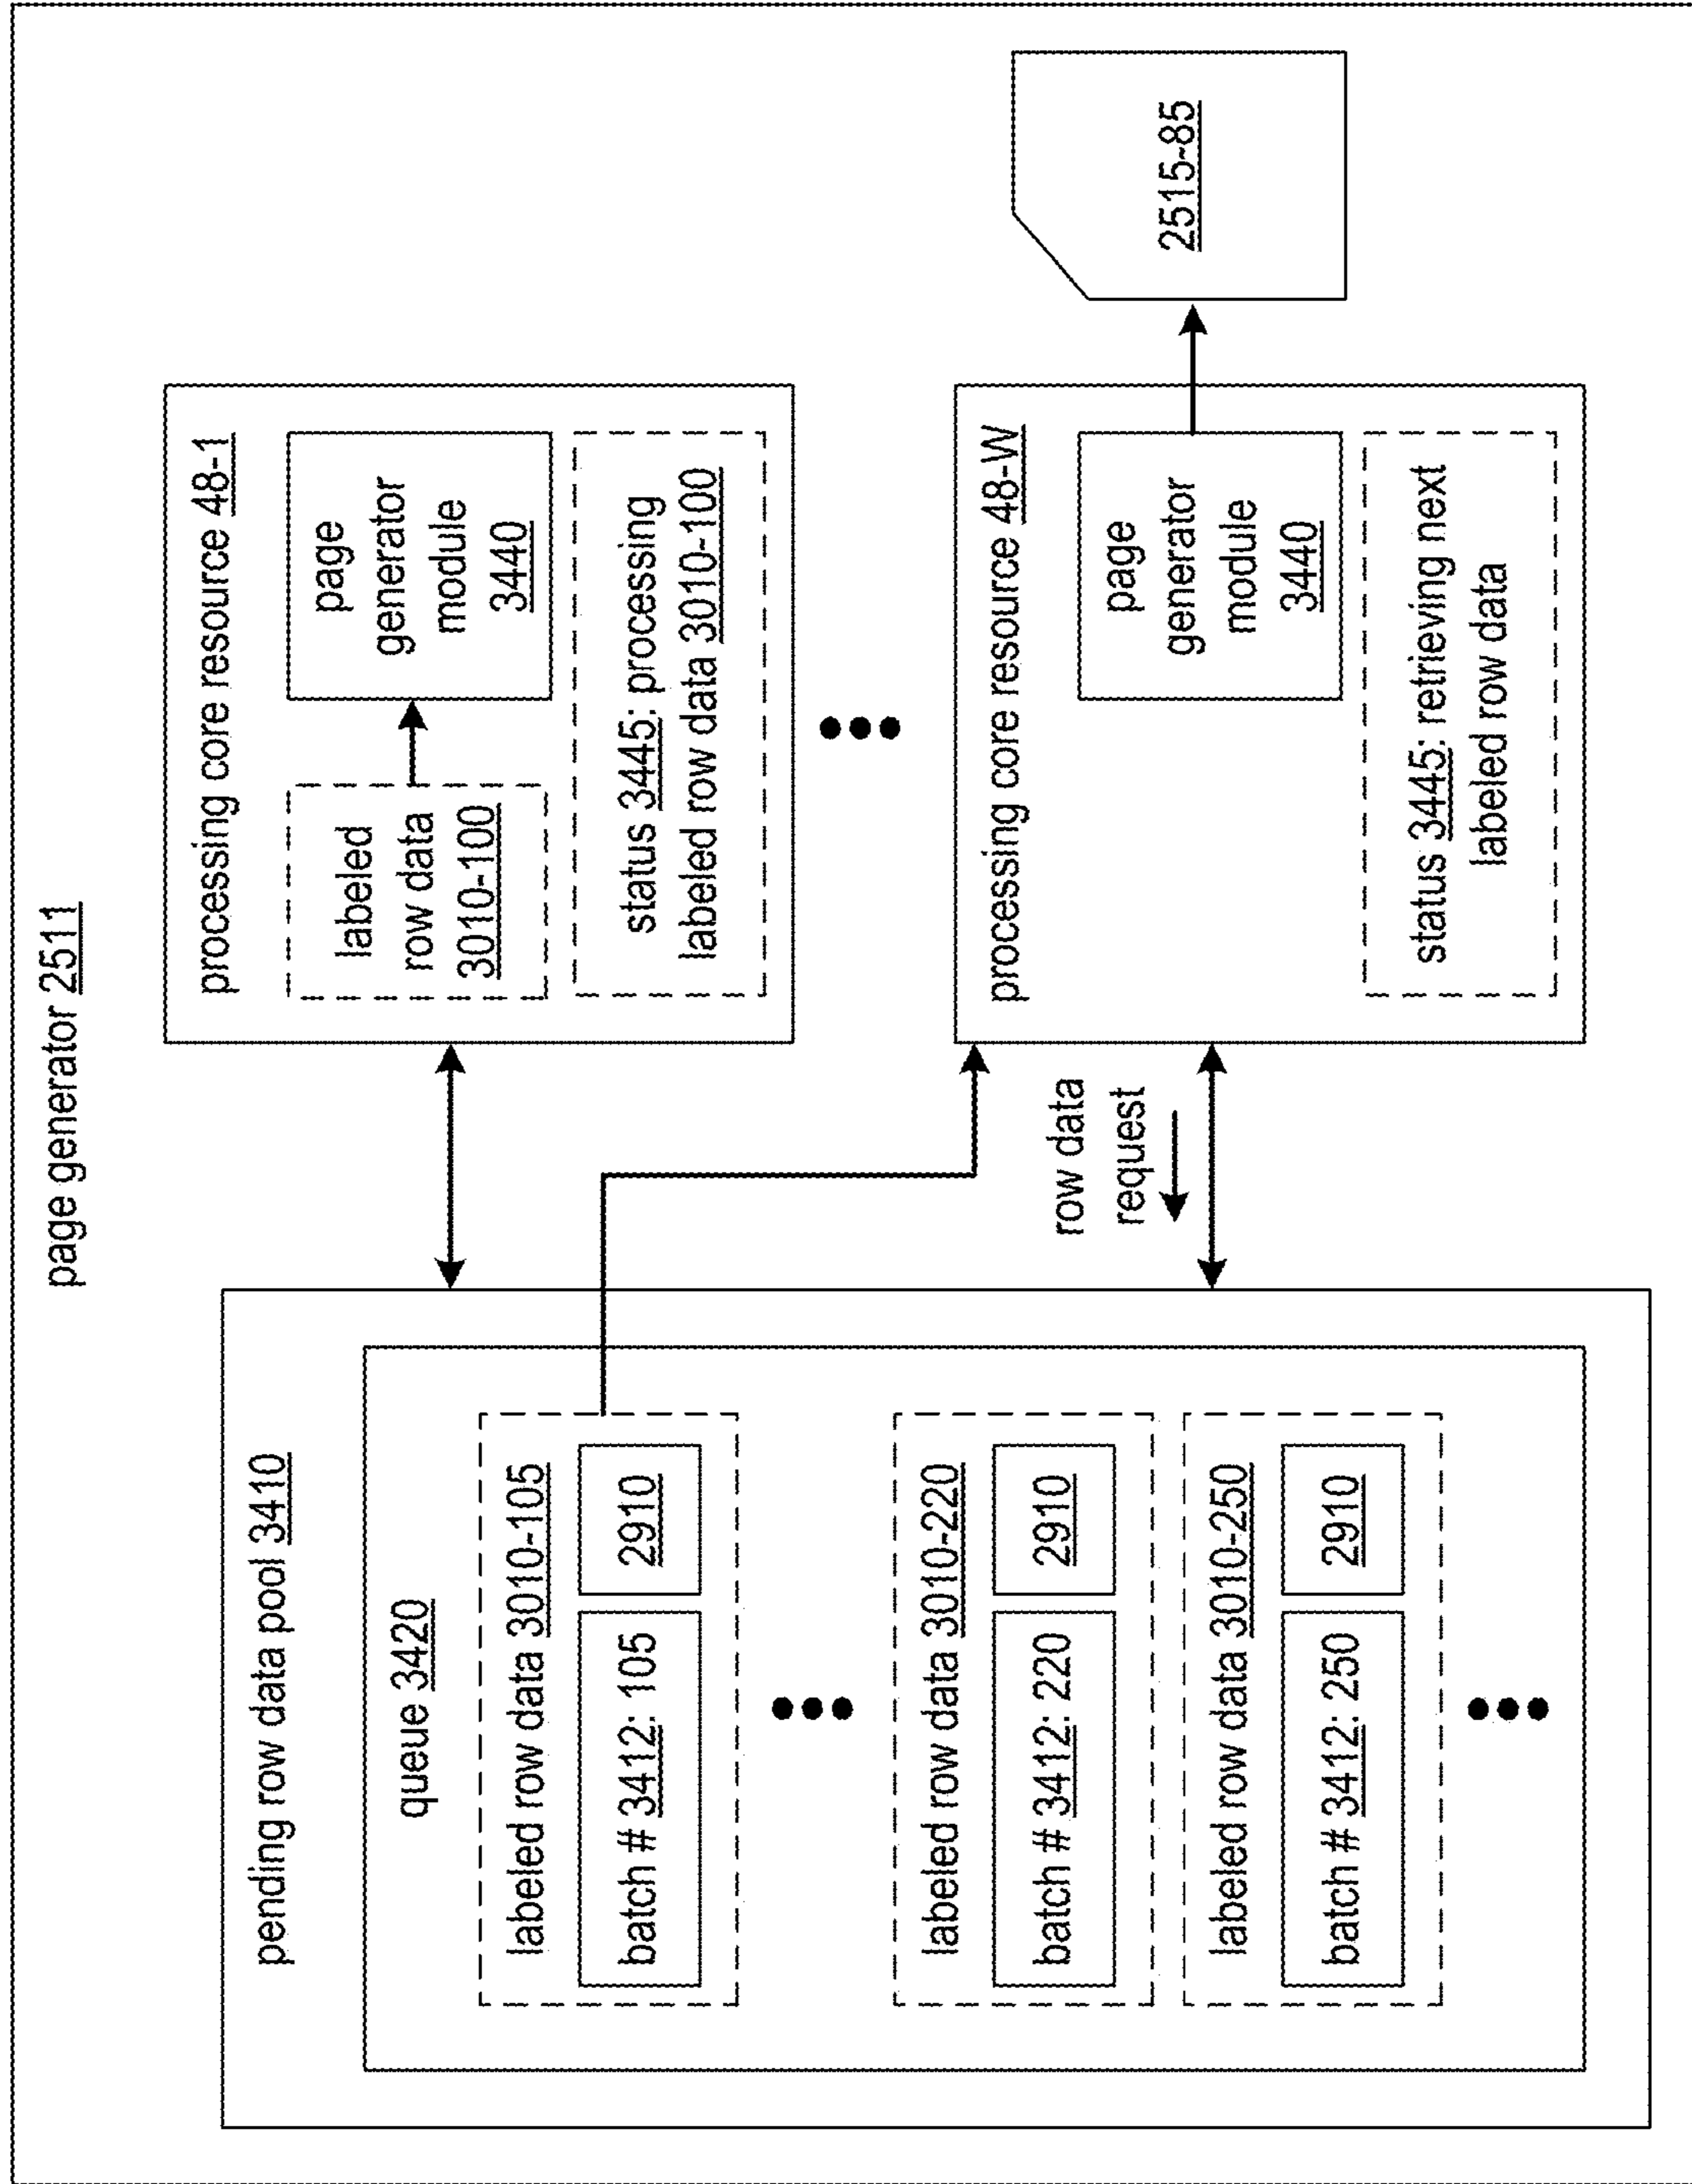 page generator 2511
pending row data pool 3410
queue 3420
labeled row data 3010-105
batch # 3412: 105
2910
labeled row data 3010-220
batch # 3412: 220
2910
labeled row data 3010-250
batch # 3412: 250
2910
row data
request
processing core resource 48-1
labeled
row data
3010-100
page
generator
module
3440
status 3445: processing
labeled row data 3010-100
processing core resource 48-W
page
generator
module
3440
status 3445: retrieving next
labeled row data
2515-85